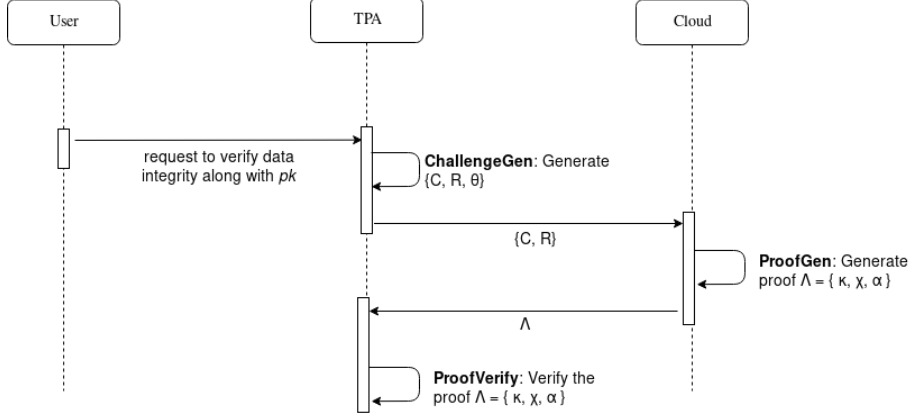 User
TPA
Cloud
request to verify data
integrity along with pk
ChallengeGen: Generate
{C, R, θ}
{C, R}
ProofGen: Generate
proof Λ = { κ, χ, α }
Λ
ProofVerify: Verify the
proof Λ = { κ, χ, α }